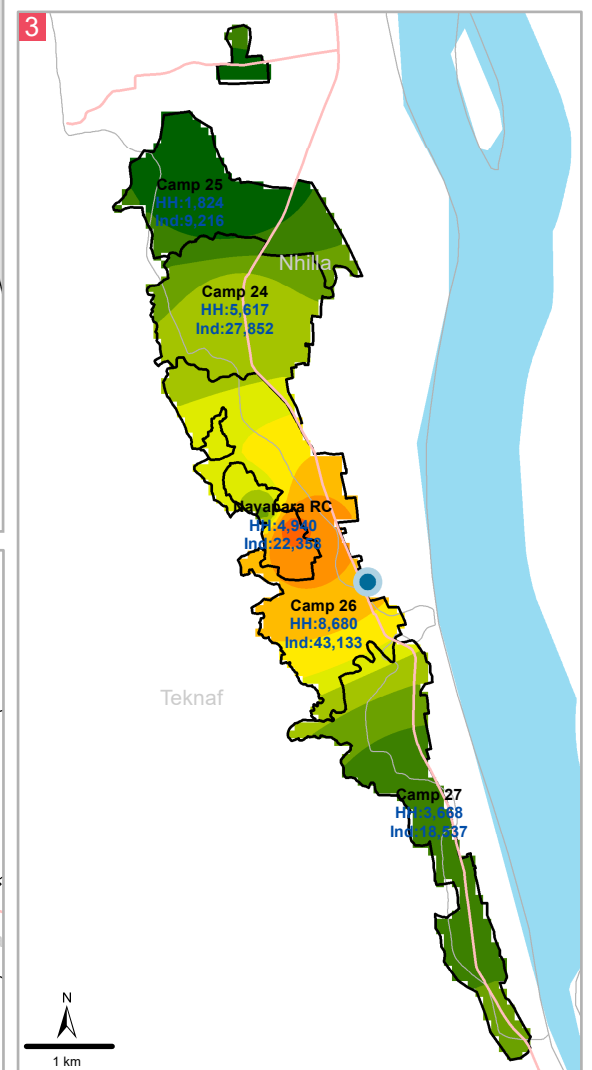 3
Camp 25
HH:1,824
Ind:9,216
Nhilla
Camp 24
HH:5,617
Ind:27,852
Nayapara RC
HH:4,940
Ind:22,358
Camp 26
HH:8,680
Ind:43,133
Teknaf
Camp 27
HH:3,668
Ind:18,537
N
1 km